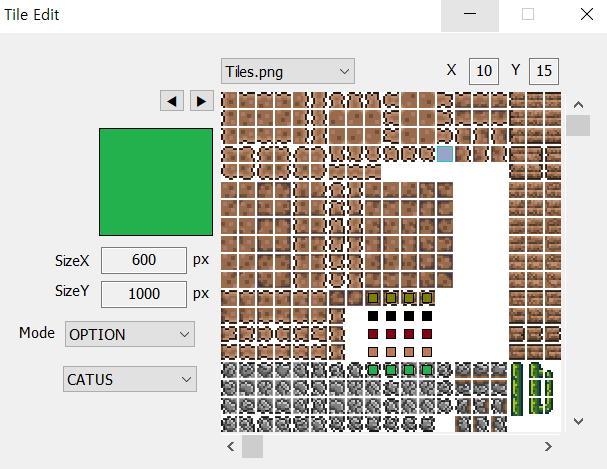 Tile Edit
Tiles.png X 10 Y 15
SizeX 600 px
SizeY 1000 px
Mode OPTION
CATUS